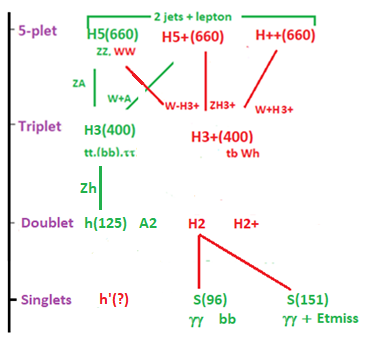 2 jets + lepton
5-plet H5(660) H5+(660) H++(660)
ZZ, WW
ZA W+A W-H3+ ZH3+ W+H3+
Triplet H3(400) H3+(400)
tt,(bb),ττ tb Wh
Zh
Doublet h(125) A2 H2 H2+
Singlets h'(?) S(96) S(151)
γγ bb γγ + Etmiss